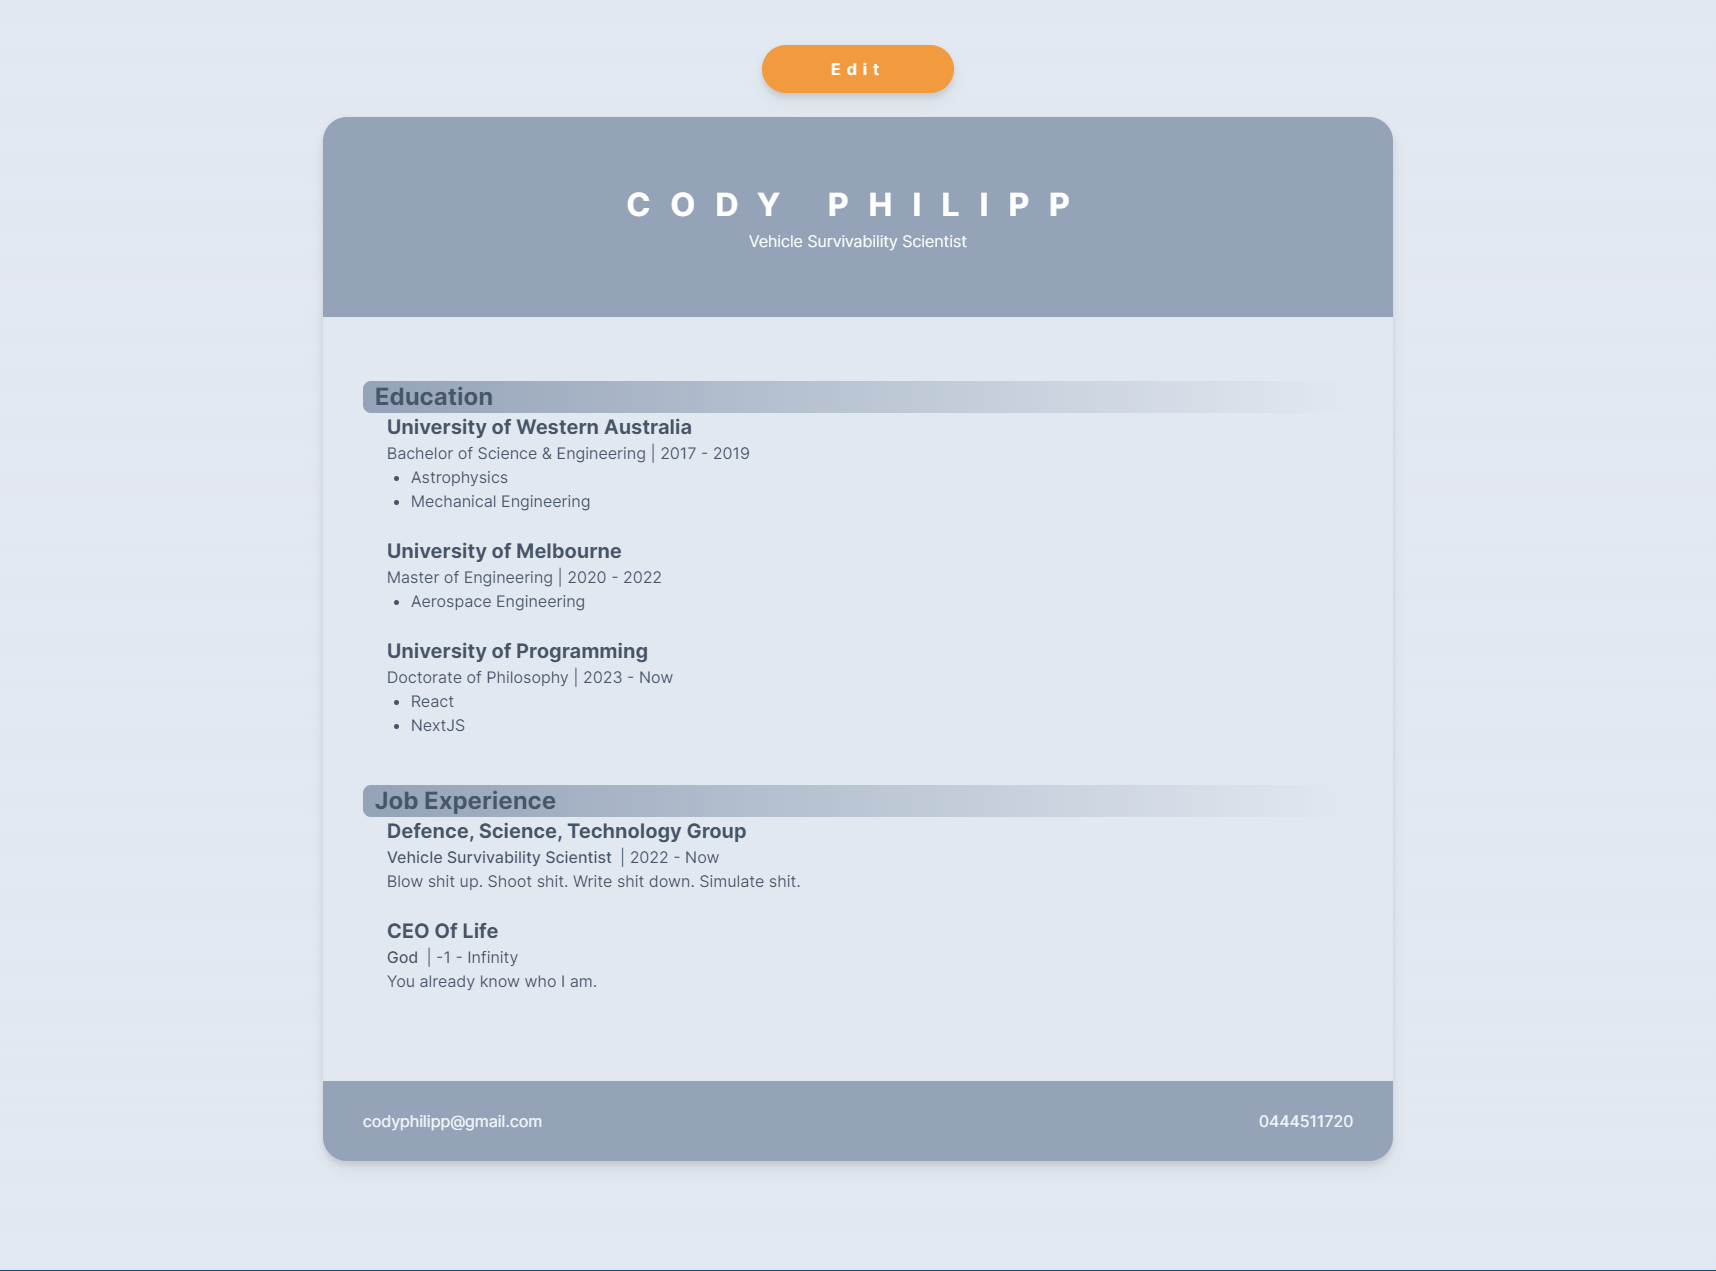 Edit
CODY PHILIPP
Vehicle Survivability Scientist
Education
University of Western Australia
Bachelor of Science & Engineering | 2017 - 2019
• Astrophysics
• Mechanical Engineering
University of Melbourne
Master of Engineering | 2020 - 2022
• Aerospace Engineering
University of Programming
Doctorate of Philosophy | 2023 - Now
• React
• NextJS
Job Experience
Defence, Science, Technology Group
Vehicle Survivability Scientist | 2022 - Now
Blow shit up. Shoot shit. Write shit down. Simulate shit.
CEO Of Life
God | -1 - Infinity
You already know who I am.
codyphilipp@gmail.com
0444511720